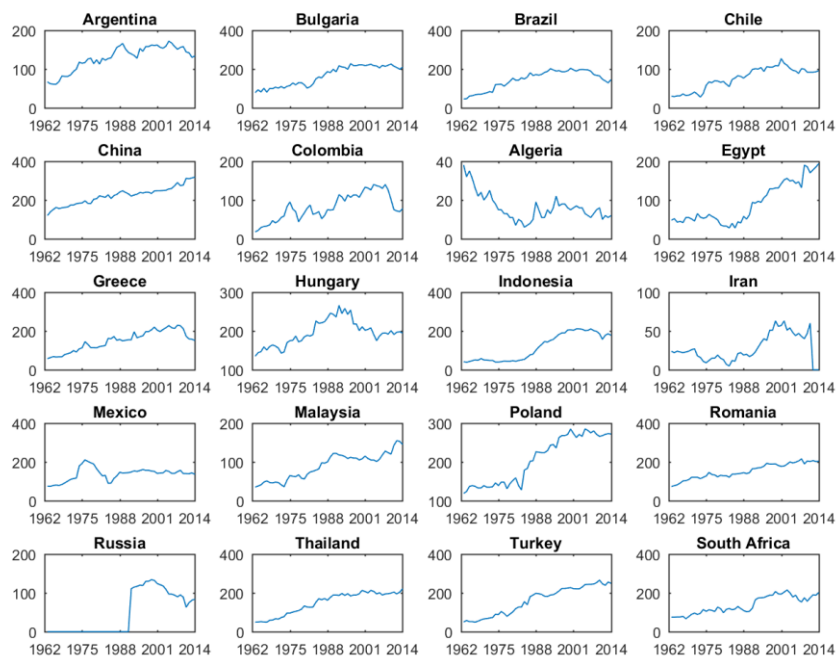 Argentina Bulgaria Brazil Chile
200 400 400 200
100 200 200 100
0 0 0 0
1962 1975 1988 2001 2014 1962 1975 1988 2001 2014 1962 1975 1988 2001 2014 1962 1975 1988 2001 2014
China Colombia Algeria Egypt
400 200 40 200
200 100 20 100
0 0 0 0
1962 1975 1988 2001 2014 1962 1975 1988 2001 2014 1962 1975 1988 2001 2014 1962 1975 1988 2001 2014
Greece Hungary Indonesia Iran
400 300 400 100
200 200 200 50
0 100 0 0
1962 1975 1988 2001 2014 1962 1975 1988 2001 2014 1962 1975 1988 2001 2014 1962 1975 1988 2001 2014
Mexico Malaysia Poland Romania
400 200 300 400
200 100 200 200
0 0 100 0
1962 1975 1988 2001 2014 1962 1975 1988 2001 2014 1962 1975 1988 2001 2014 1962 1975 1988 2001 2014
Russia Thailand Turkey South Africa
200 400 400 400
100 200 200 200
0 0 0 0
1962 1975 1988 2001 2014 1962 1975 1988 2001 2014 1962 1975 1988 2001 2014 1962 1975 1988 2001 2014